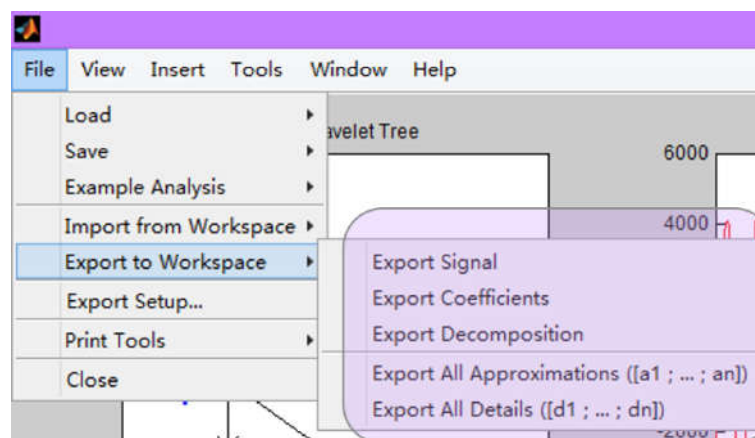 File View Insert Tools Window Help
Load
avelet Tree
6000
Save
Example Analysis
Import from Workspace
4000
Export to Workspace
Export Signal
Export Setup...
Export Coefficients
Print Tools
Export Decomposition
Close
Export All Approximations ([a1 ; ... ; an])
Export All Details ([d1 ; ... ; dn])
-2000